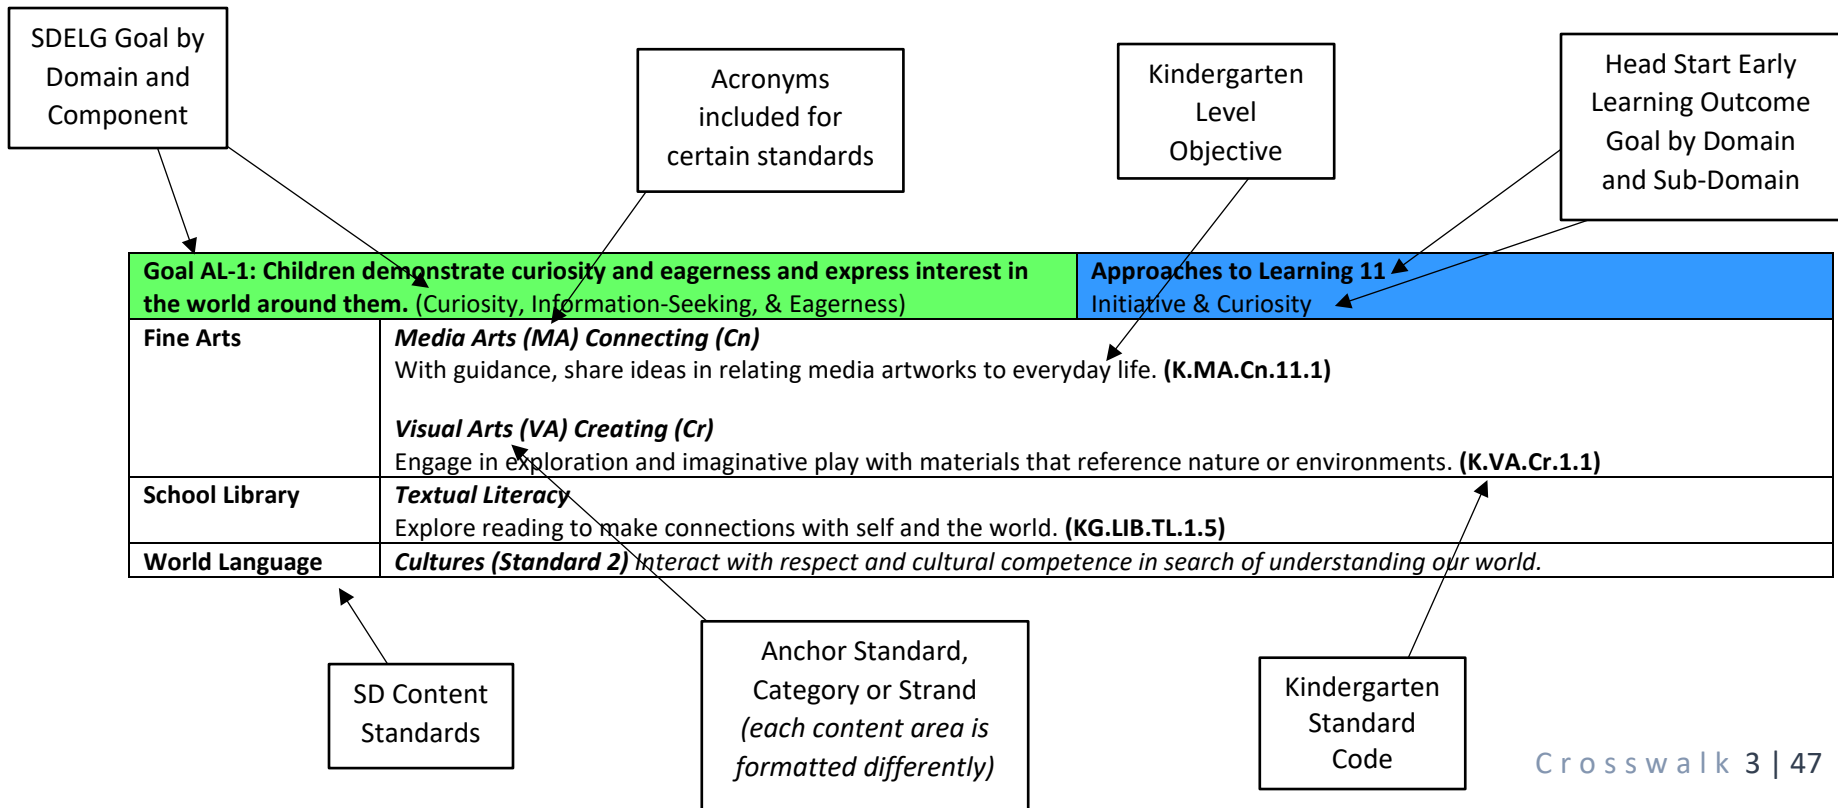 SDELG Goal by
Domain and
Component
Acronyms
included for
certain standards
Kindergarten
Level
Objective
Head Start Early
Learning Outcome
Goal by Domain
and Sub-Domain
Goal AL-1: Children demonstrate curiosity and eagerness and express interest in
the world around them. (Curiosity, Information-Seeking, & Eagerness)
Approaches to Learning 11
Initiative & Curiosity
Fine Arts
Media Arts (MA) Connecting (Cn)
With guidance, share ideas in relating media artworks to everyday life. (K.MA.Cn.11.1)
Visual Arts (VA) Creating (Cr)
Engage in exploration and imaginative play with materials that reference nature or environments. (K.VA.Cr.1.1)
School Library
Textual Literacy
Explore reading to make connections with self and the world. (KG.LIB.TL.1.5)
World Language
Cultures (Standard 2) Interact with respect and cultural competence in search of understanding our world.
SD Content
Standards
Anchor Standard,
Category or Strand
(each content area is
formatted differently)
Kindergarten
Standard
Code
Crosswalk 3 | 47